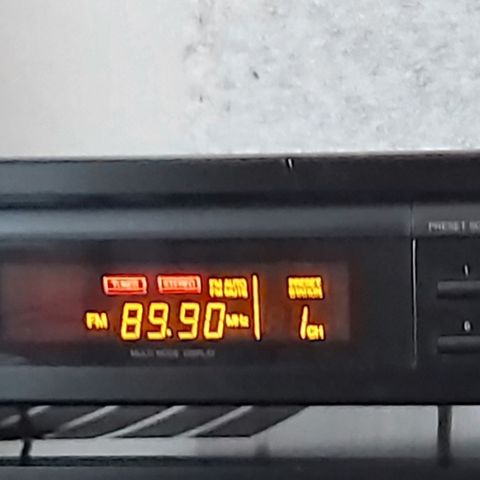 PRESET
TUNED STEREO FM AUTO PRESET
FM MUTE STATION
FM 89.90 MHz 1 CH
MULTI MODE DISPLAY
1
6